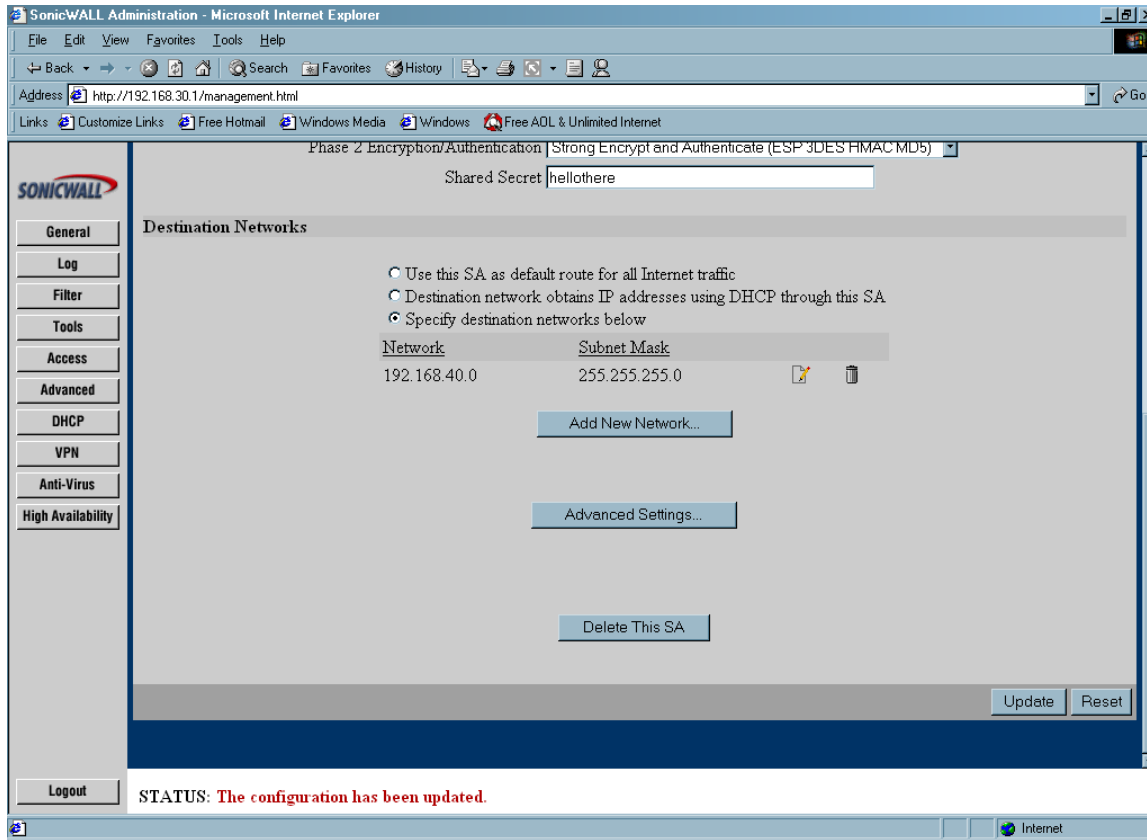 SonicWALL Administration - Microsoft Internet Explorer
File Edit View Favorites Tools Help
Back Search Favorites History
Address http://192.168.30.1/management.html Go
Links Customize Links Free Hotmail Windows Media Windows Free AOL & Unlimited Internet
Phase 2 Encryption/Authentication Strong Encrypt and Authenticate (ESP 3DES HMAC MD5)
SONICWALL
Shared Secret hellothere
General
Log
Filter
Tools
Access
Advanced
DHCP
VPN
Anti-Virus
High Availability
Destination Networks
Use this SA as default route for all Internet traffic
Destination network obtains IP addresses using DHCP through this SA
Specify destination networks below
Network Subnet Mask
192.168.40.0 255.255.255.0
Add New Network...
Advanced Settings...
Delete This SA
Update Reset
Logout
STATUS: The configuration has been updated.
Internet